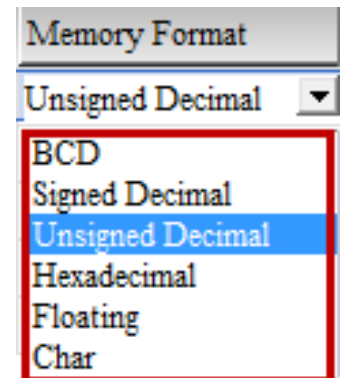 Memory Format
Unsigned Decimal
BCD
Signed Decimal
Unsigned Decimal
Hexadecimal
Floating
Char